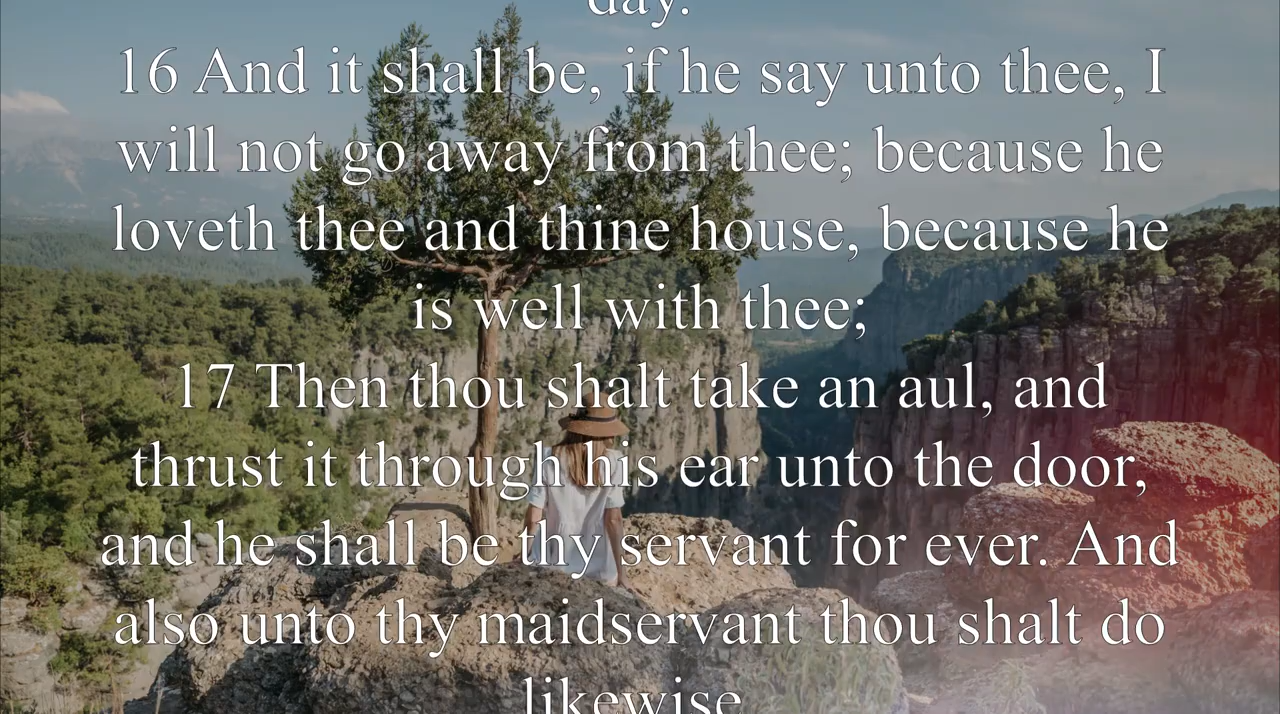 day.
16 And it shall be, if he say unto thee, I
will not go away from thee; because he
loveth thee and thine house, because he
is well with thee;
17 Then thou shalt take an aul, and
thrust it through his ear unto the door,
and he shall be thy servant for ever. And
also unto thy maidservant thou shalt do
likewise